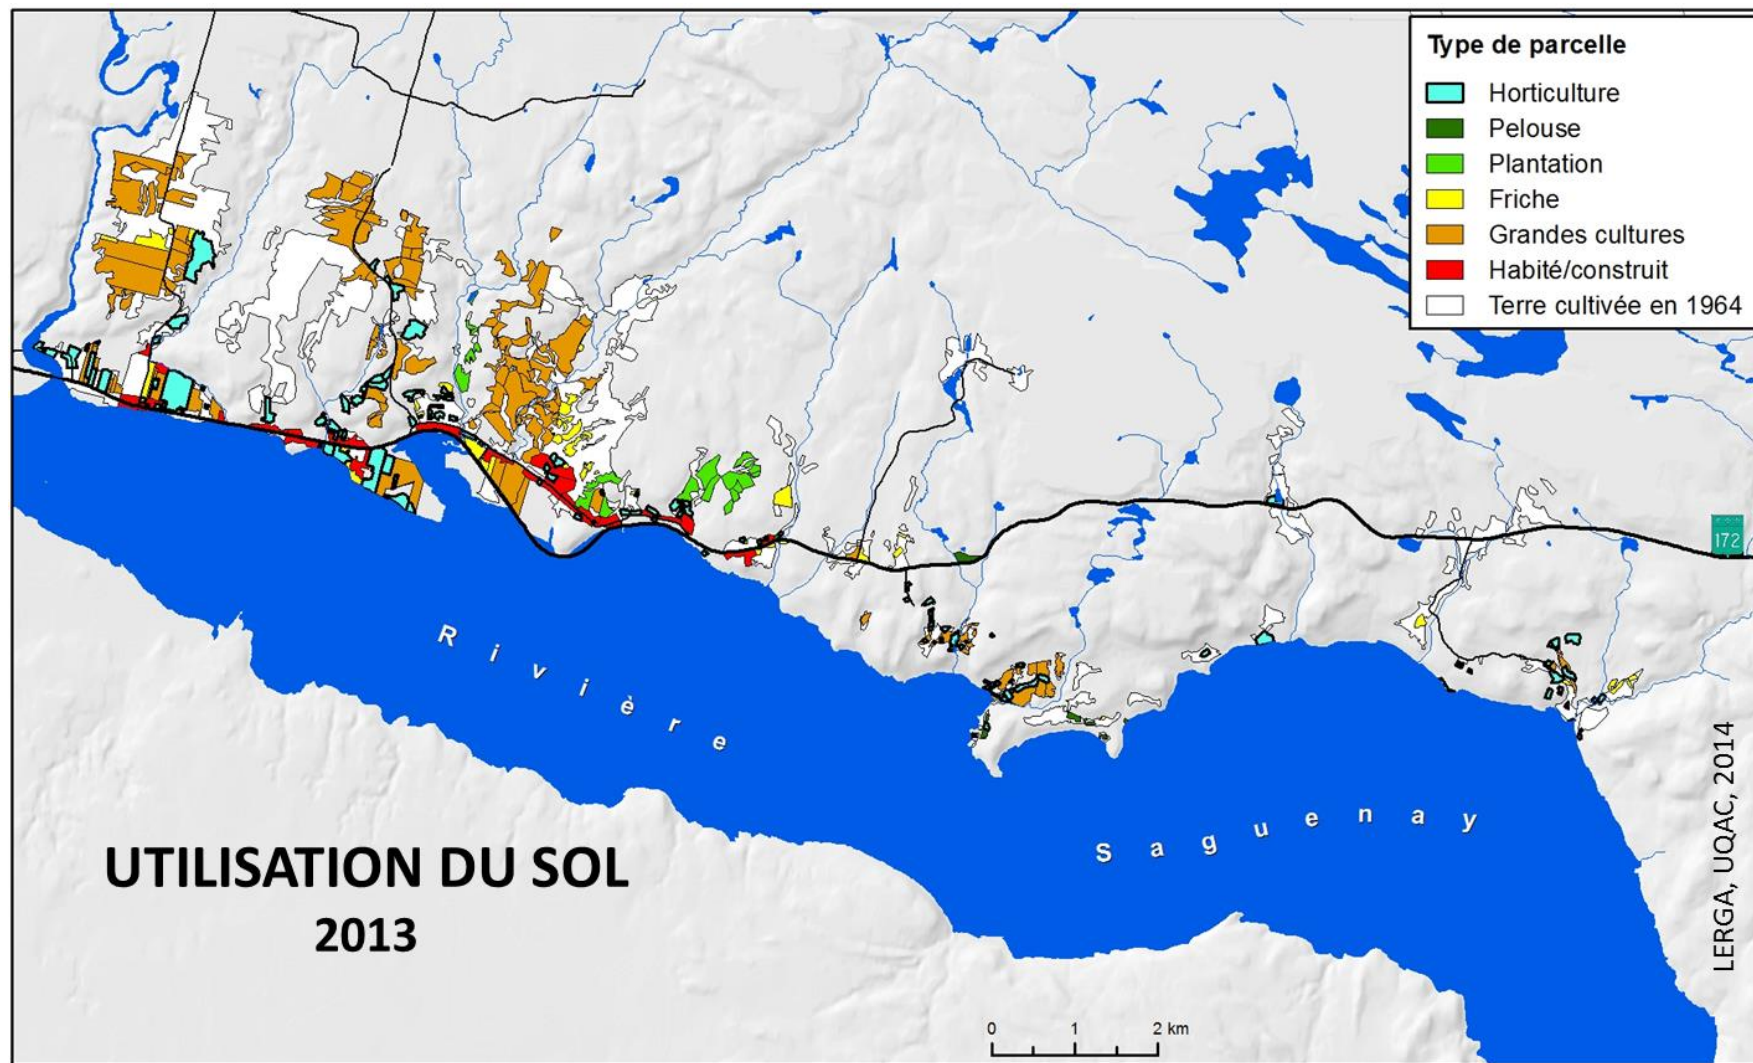 Type de parcelle
Horticulture
Pelouse
Plantation
Friche
Grandes cultures
Habité/construit
Terre cultivée en 1964
172
Rivière
Saguenay
UTILISATION DU SOL
2013
LERGA, UQAC, 2014
0 1 2 km